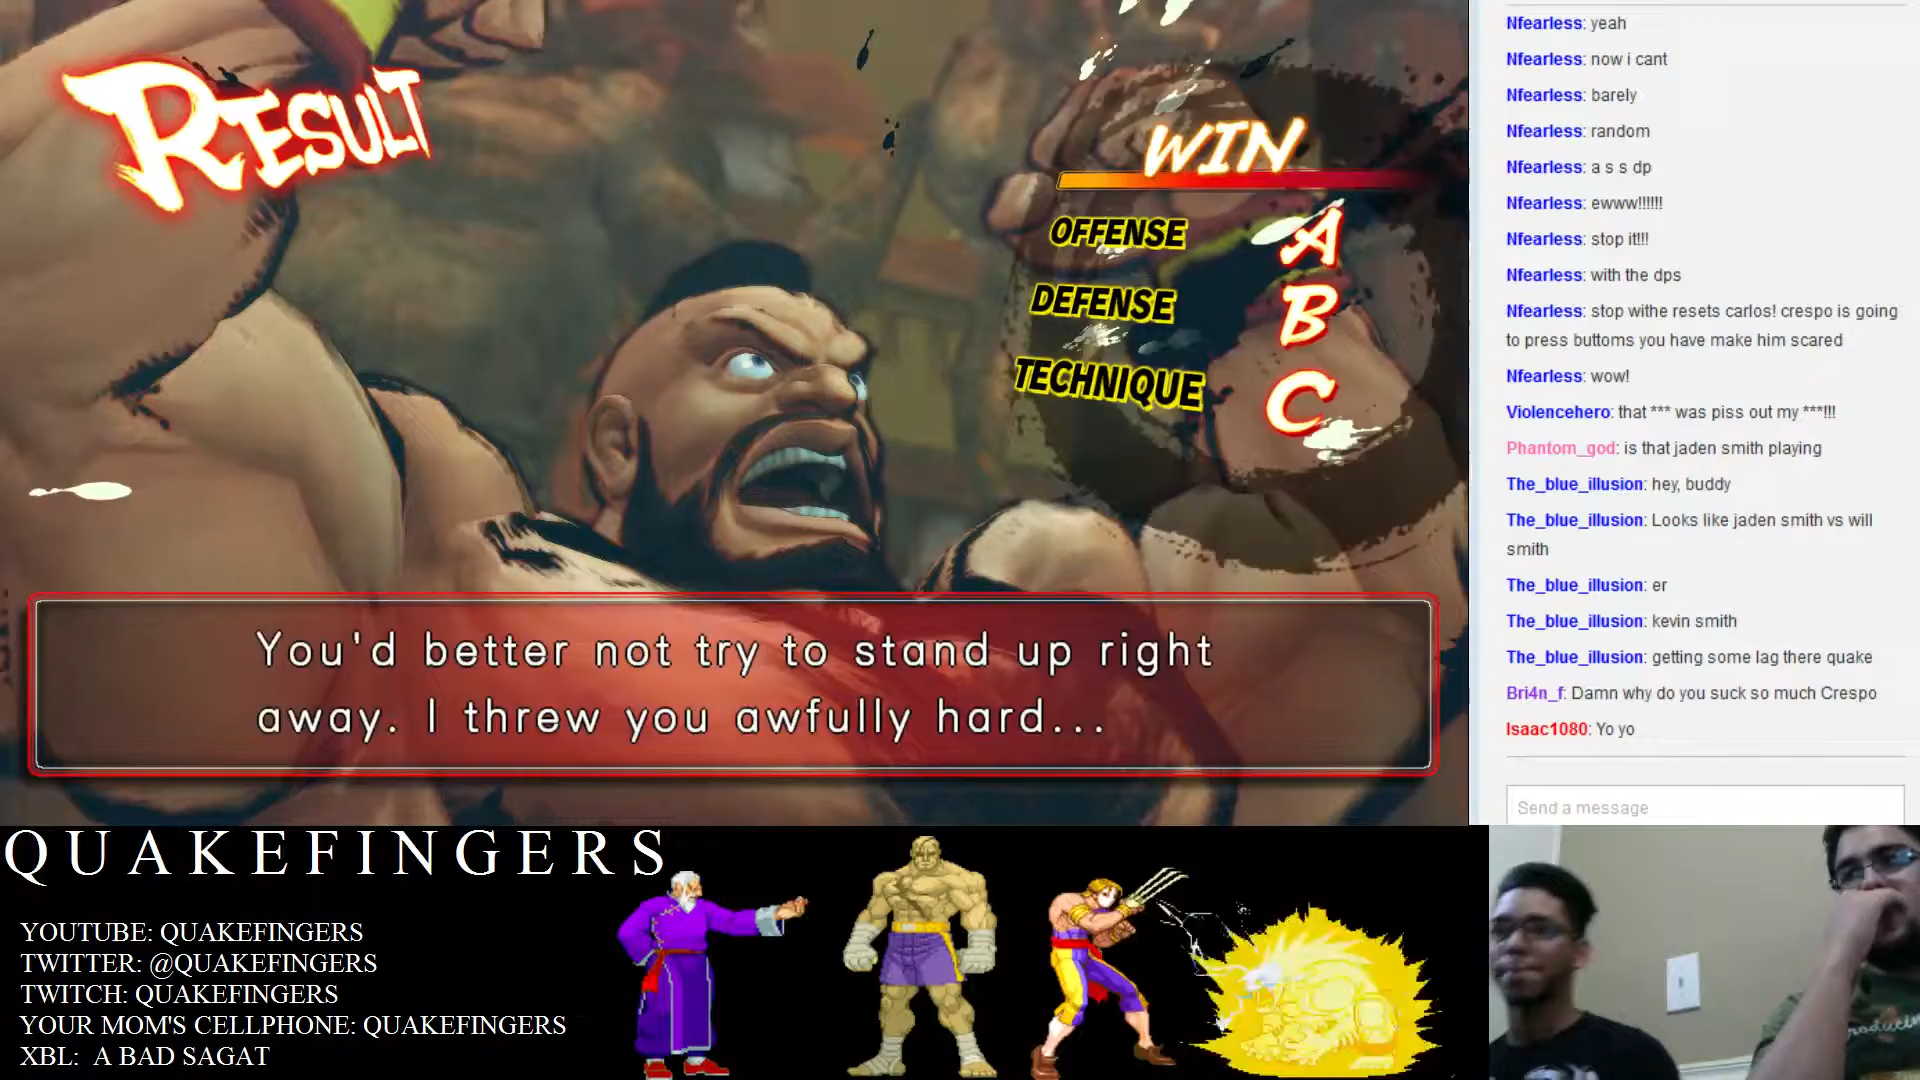 RESULT
WIN
OFFENSE A
DEFENSE B
TECHNIQUE C
You'd better not try to stand up right
away. I threw you awfully hard...
Nfearless: yeah
Nfearless: now i cant
Nfearless: barely
Nfearless: random
Nfearless: a s s dp
Nfearless: ewww!!!!!!
Nfearless: stop it!!!
Nfearless: with the dps
Nfearless: stop withe resets carlos! crespo is going
to press buttoms you have make him scared
Nfearless: wow!
Violencehero: that *** was piss out my ***!!!
Phantom_god: is that jaden smith playing
The_blue_illusion: hey, buddy
The_blue_illusion: Looks like jaden smith vs will
smith
The_blue_illusion: er
The_blue_illusion: kevin smith
The_blue_illusion: getting some lag there quake
Bri4n_f: Damn why do you suck so much Crespo
Isaac1080: Yo yo
Send a message
QUAKEFINGERS
YOUTUBE: QUAKEFINGERS
TWITTER: @QUAKEFINGERS
TWITCH: QUAKEFINGERS
YOUR MOM'S CELLPHONE: QUAKEFINGERS
XBL: A BAD SAGAT